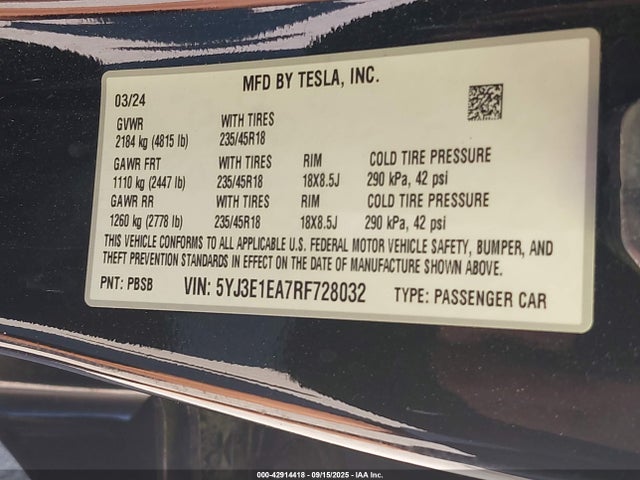 MFD BY TESLA, INC.
03/24
GVWR WITH TIRES
2184 kg (4815 lb) 235/45R18
GAWR FRT WITH TIRES RIM COLD TIRE PRESSURE
1110 kg (2447 lb) 235/45R18 18X8.5J 290 kPa, 42 psi
GAWR RR WITH TIRES RIM COLD TIRE PRESSURE
1260 kg (2778 lb) 235/45R18 18X8.5J 290 kPa, 42 psi
THIS VEHICLE CONFORMS TO ALL APPLICABLE U.S. FEDERAL MOTOR VEHICLE SAFETY, BUMPER, AND
THEFT PREVENTION STANDARDS IN EFFECT ON THE DATE OF MANUFACTURE SHOWN ABOVE.
PNT: PBSB VIN: 5YJ3E1EA7RF728032 TYPE: PASSENGER CAR
000-42914418 - 09/15/2025 - IAA Inc.